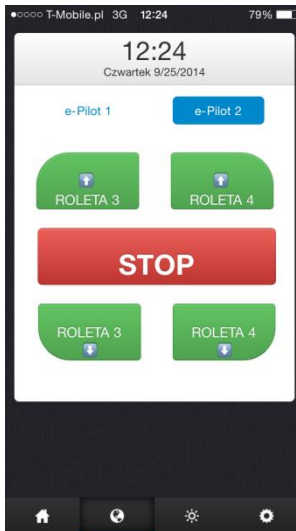 T-Mobile.pl 3G 12:24 79%
12:24
Czwartek 9/25/2014
e-Pilot 1 e-Pilot 2
ROLETA 3 ROLETA 4
STOP
ROLETA 3 ROLETA 4